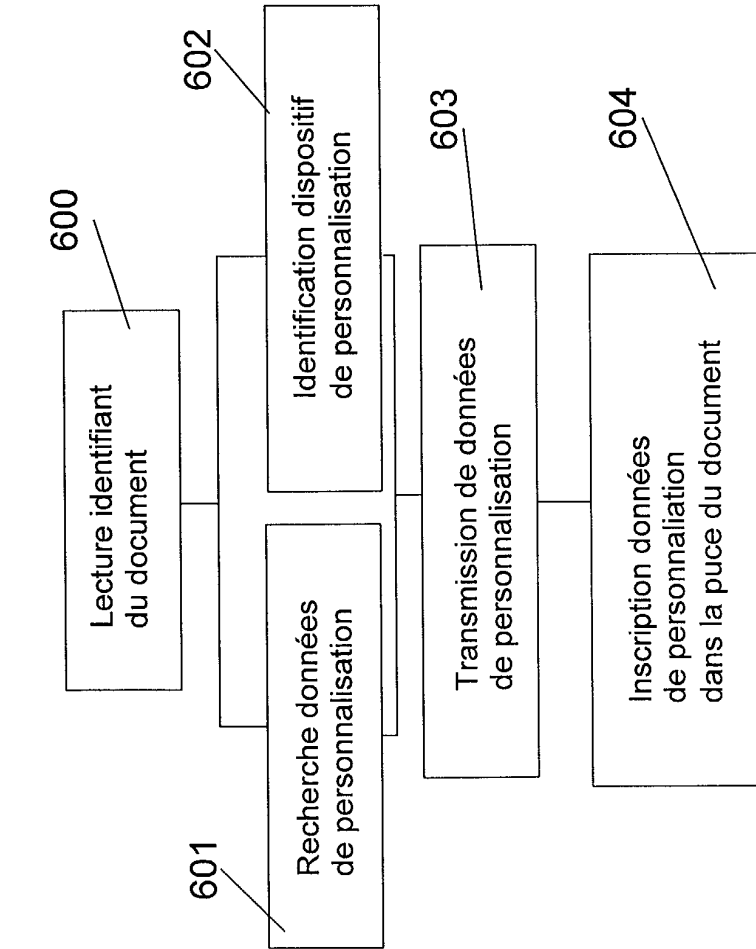 600
Lecture identifiant
du document
601
Recherche données
de personnalisation
602
Identification dispositif
de personnalisation
603
Transmission de données
de personnalisation
604
Inscription données
de personnaliation
dans la puce du document